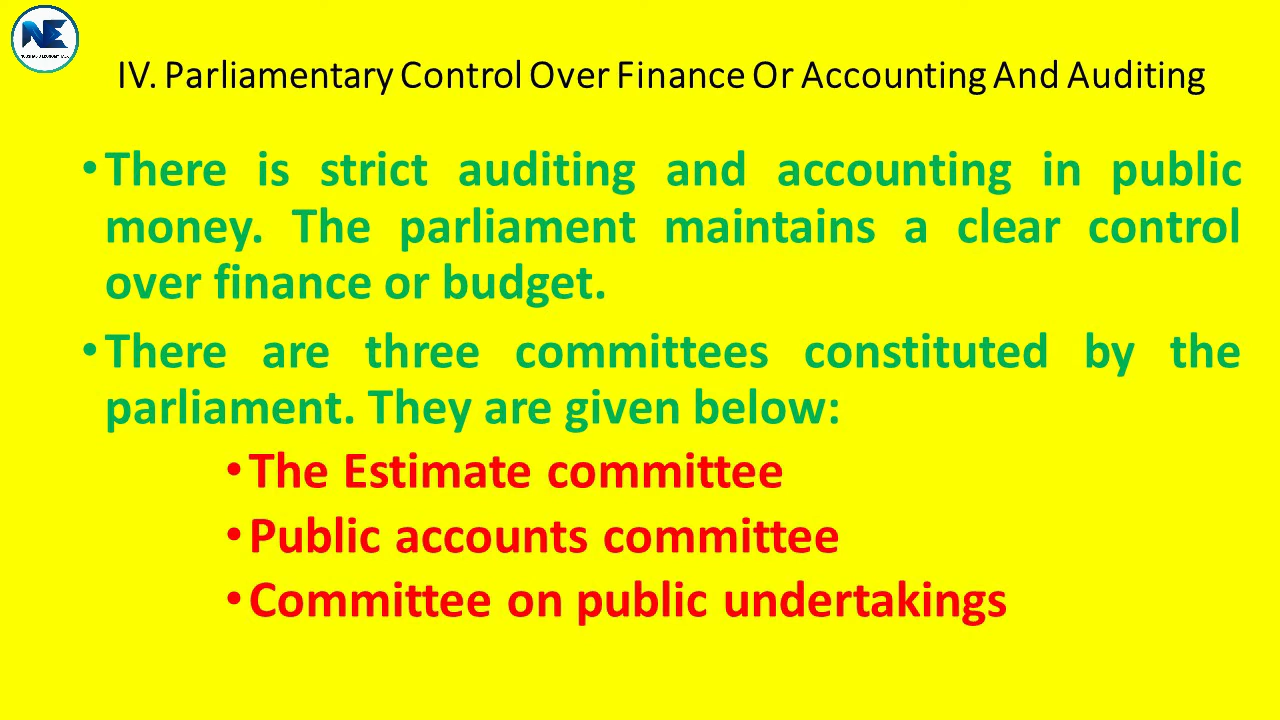 NE
IV. Parliamentary Control Over Finance Or Accounting And Auditing
• There is strict auditing and accounting in public
money. The parliament maintains a clear control
over finance or budget.
• There are three committees constituted by the
parliament. They are given below:
• The Estimate committee
• Public accounts committee
• Committee on public undertakings